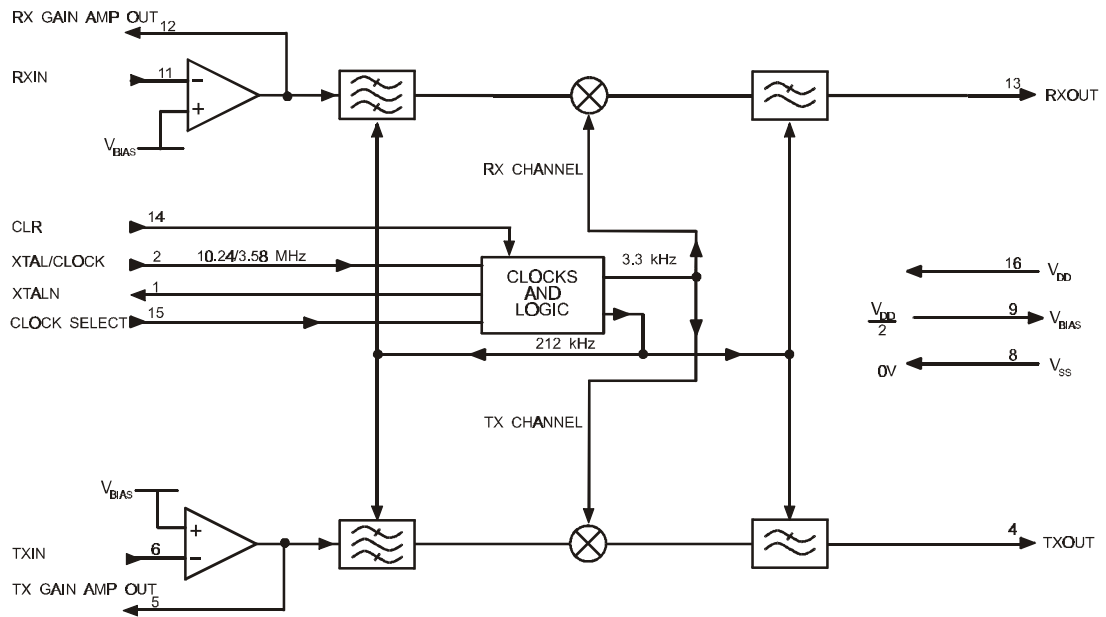 RX GAIN AMP OUT
12
RXIN
11
−
+
VBIAS
13
RXOUT
RX CHANNEL
CLR
14
XTAL/CLOCK
2
10.24/3.58 MHz
XTALN
1
CLOCK SELECT
15
CLOCKS
AND
LOGIC
3.3 kHz
212 kHz
16
VDD
VDD
2
9
VBIAS
0V
8
VSS
TX CHANNEL
VBIAS
+
−
TXIN
6
TX GAIN AMP OUT
5
4
TXOUT